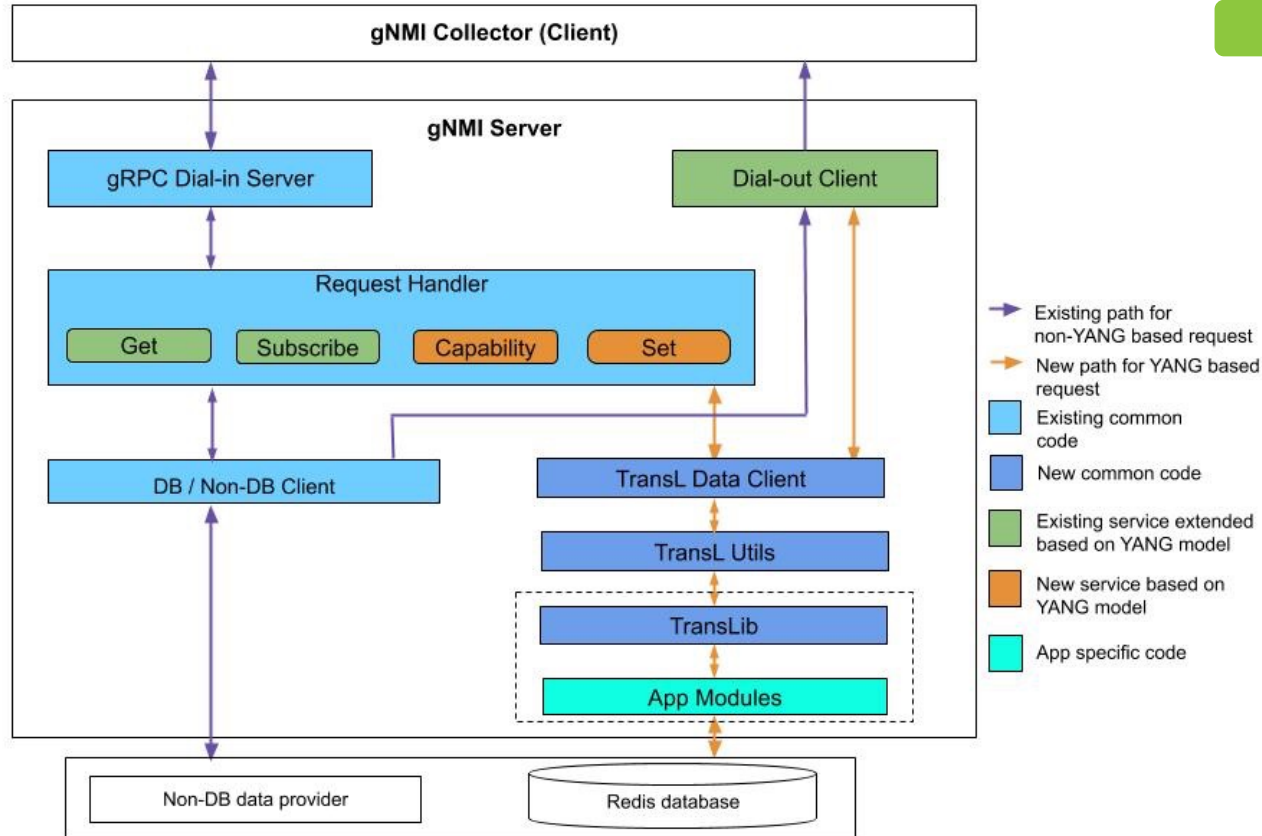 gNMI Collector (Client)
gNMI Server
gRPC Dial-in Server
Dial-out Client
Request Handler
Get
Subscribe
Capability
Set
DB / Non-DB Client
TransL Data Client
TransL Utils
TransLib
App Modules
Non-DB data provider
Redis database
Existing path for
non-YANG based request
New path for YANG based
request
Existing common
code
New common code
Existing service extended
based on YANG model
New service based on
YANG model
App specific code